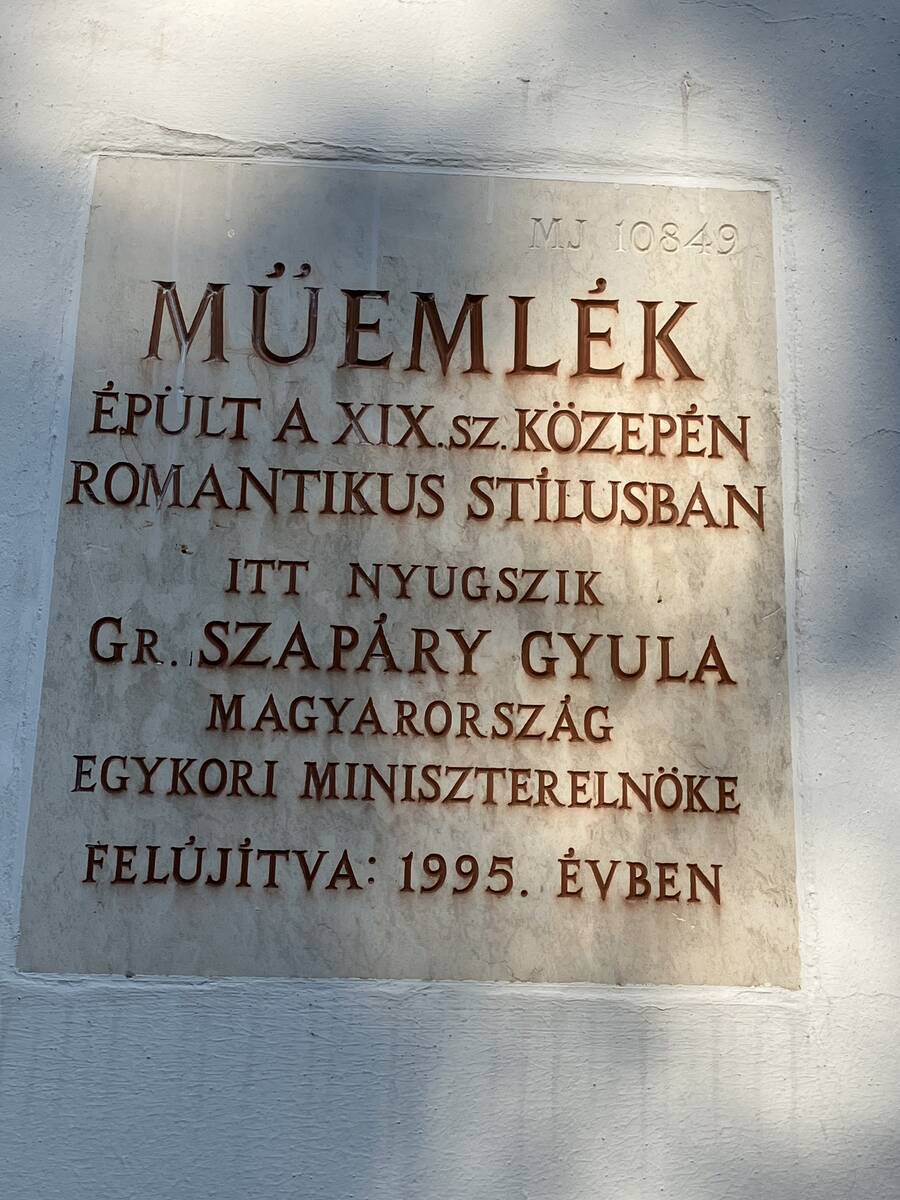 MJ 10849
MŰEMLÉK
ÉPÜLT A XIX.SZ.KÖZEPÉN
ROMANTIKUS STÍLUSBAN
ITT NYUGSZIK
GR. SZAPÁRY GYULA
MAGYARORSZÁG
EGYKORI MINISZTERELNÖKE
FELÚJÍTVA: 1995. ÉVBEN